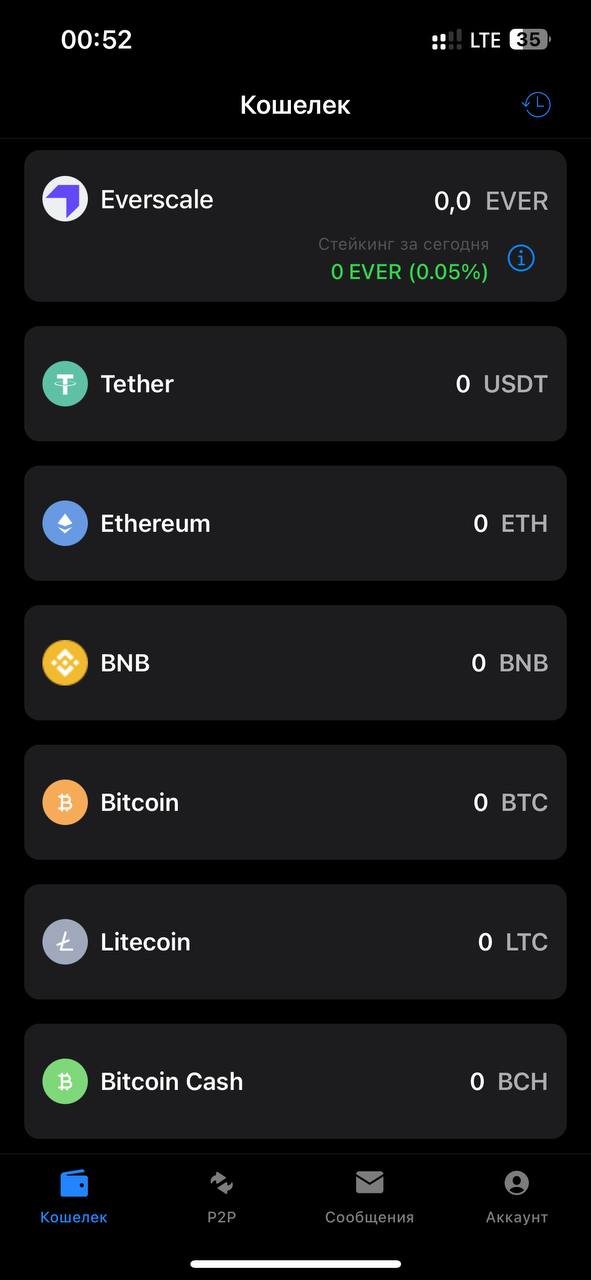 00:52 LTE 35
Кошелек
Everscale 0,0 EVER
Стейкинг за сегодня
0 EVER (0.05%)
Tether 0 USDT
Ethereum 0 ETH
BNB 0 BNB
Bitcoin 0 BTC
Litecoin 0 LTC
Bitcoin Cash 0 BCH
Кошелек P2P Сообщения Аккаунт